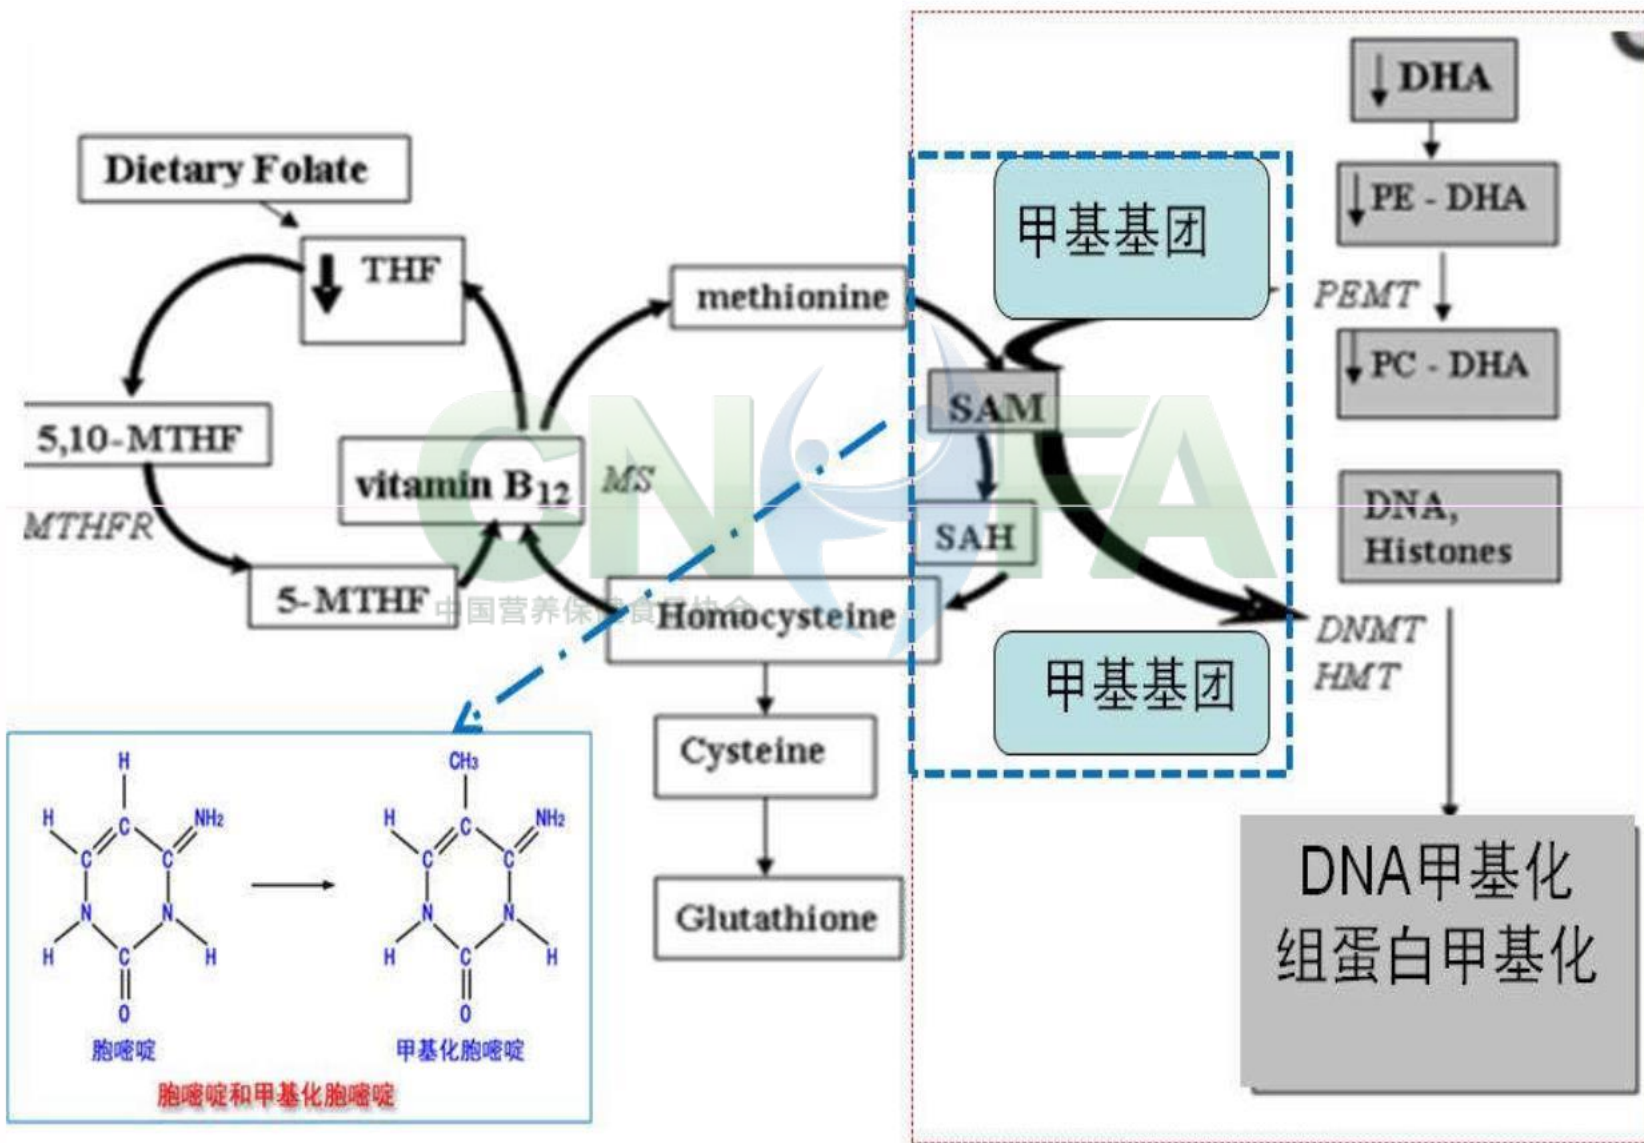 Dietary Folate
THF
5,10-MTHF
MTHFR
5-MTHF
vitamin B12
MS
methionine
Homocysteine
Cysteine
Glutathione
甲基基团
SAM
SAH
甲基基团
DHA
PE - DHA
PEMT
PC - DHA
DNA,
Histones
DNMT
HMT
DNA甲基化
组蛋白甲基化
CNFA
中国营养保健食品协会
H
H
C
NH₂
C
C
N
N
H
C
H
O
胞嘧啶
CH₃
H
C
NH₂
C
C
N
N
H
C
H
O
甲基化胞嘧啶
胞嘧啶和甲基化胞嘧啶